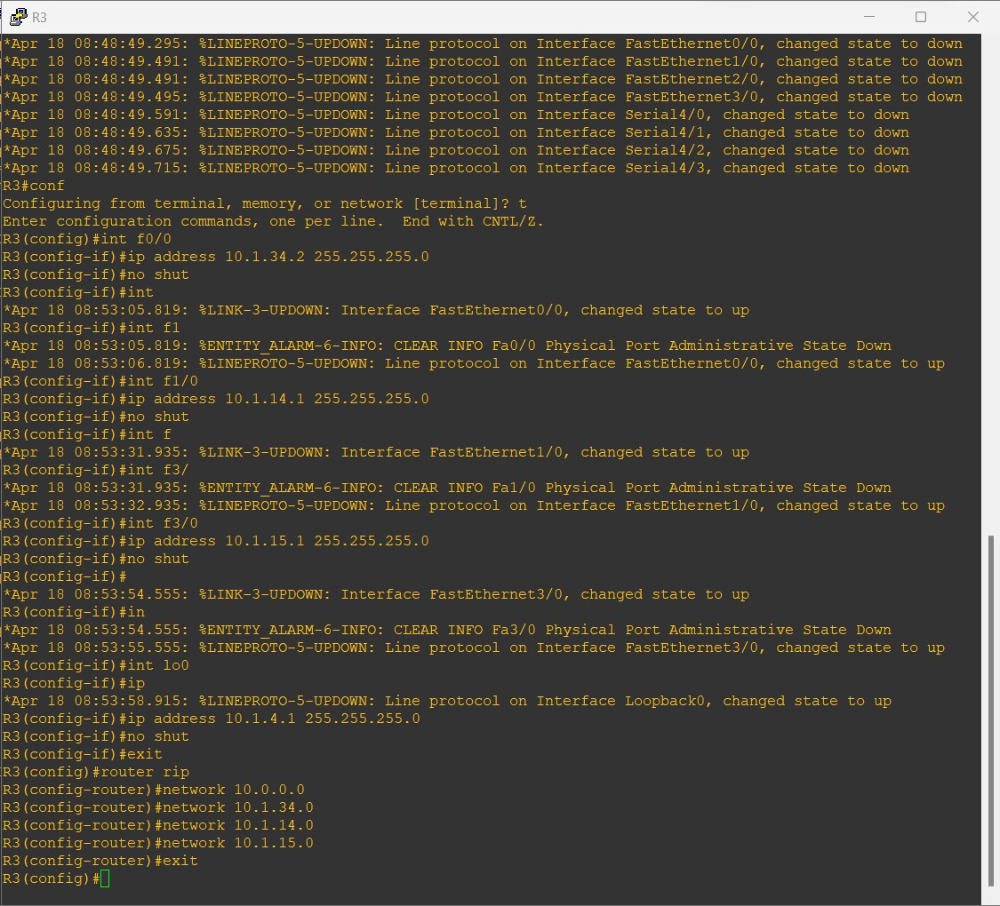 R3
*Apr 18 08:48:49.295: %LINEPROTO-5-UPDOWN: Line protocol on Interface FastEthernet0/0, changed state to down
*Apr 18 08:48:49.491: %LINEPROTO-5-UPDOWN: Line protocol on Interface FastEthernet1/0, changed state to down
*Apr 18 08:48:49.491: %LINEPROTO-5-UPDOWN: Line protocol on Interface FastEthernet2/0, changed state to down
*Apr 18 08:48:49.495: %LINEPROTO-5-UPDOWN: Line protocol on Interface FastEthernet3/0, changed state to down
*Apr 18 08:48:49.591: %LINEPROTO-5-UPDOWN: Line protocol on Interface Serial4/0, changed state to down
*Apr 18 08:48:49.635: %LINEPROTO-5-UPDOWN: Line protocol on Interface Serial4/1, changed state to down
*Apr 18 08:48:49.675: %LINEPROTO-5-UPDOWN: Line protocol on Interface Serial4/2, changed state to down
*Apr 18 08:48:49.715: %LINEPROTO-5-UPDOWN: Line protocol on Interface Serial4/3, changed state to down
R3#conf
Configuring from terminal, memory, or network [terminal]? t
Enter configuration commands, one per line.  End with CNTL/Z.
R3(config)#int f0/0
R3(config-if)#ip address 10.1.34.2 255.255.255.0
R3(config-if)#no shut
R3(config-if)#int
*Apr 18 08:53:05.819: %LINK-3-UPDOWN: Interface FastEthernet0/0, changed state to up
R3(config-if)#int f1
*Apr 18 08:53:05.819: %ENTITY_ALARM-6-INFO: CLEAR INFO Fa0/0 Physical Port Administrative State Down
*Apr 18 08:53:06.819: %LINEPROTO-5-UPDOWN: Line protocol on Interface FastEthernet0/0, changed state to up
R3(config-if)#int f1/0
R3(config-if)#ip address 10.1.14.1 255.255.255.0
R3(config-if)#no shut
R3(config-if)#int f
*Apr 18 08:53:31.935: %LINK-3-UPDOWN: Interface FastEthernet1/0, changed state to up
R3(config-if)#int f3/
*Apr 18 08:53:31.935: %ENTITY_ALARM-6-INFO: CLEAR INFO Fa1/0 Physical Port Administrative State Down
*Apr 18 08:53:32.935: %LINEPROTO-5-UPDOWN: Line protocol on Interface FastEthernet1/0, changed state to up
R3(config-if)#int f3/0
R3(config-if)#ip address 10.1.15.1 255.255.255.0
R3(config-if)#no shut
R3(config-if)#
*Apr 18 08:53:54.555: %LINK-3-UPDOWN: Interface FastEthernet3/0, changed state to up
R3(config-if)#in
*Apr 18 08:53:54.555: %ENTITY_ALARM-6-INFO: CLEAR INFO Fa3/0 Physical Port Administrative State Down
*Apr 18 08:53:55.555: %LINEPROTO-5-UPDOWN: Line protocol on Interface FastEthernet3/0, changed state to up
R3(config-if)#int lo0
R3(config-if)#ip
*Apr 18 08:53:58.915: %LINEPROTO-5-UPDOWN: Line protocol on Interface Loopback0, changed state to up
R3(config-if)#ip address 10.1.4.1 255.255.255.0
R3(config-if)#no shut
R3(config-if)#exit
R3(config)#router rip
R3(config-router)#network 10.0.0.0
R3(config-router)#network 10.1.34.0
R3(config-router)#network 10.1.14.0
R3(config-router)#network 10.1.15.0
R3(config-router)#exit
R3(config)#